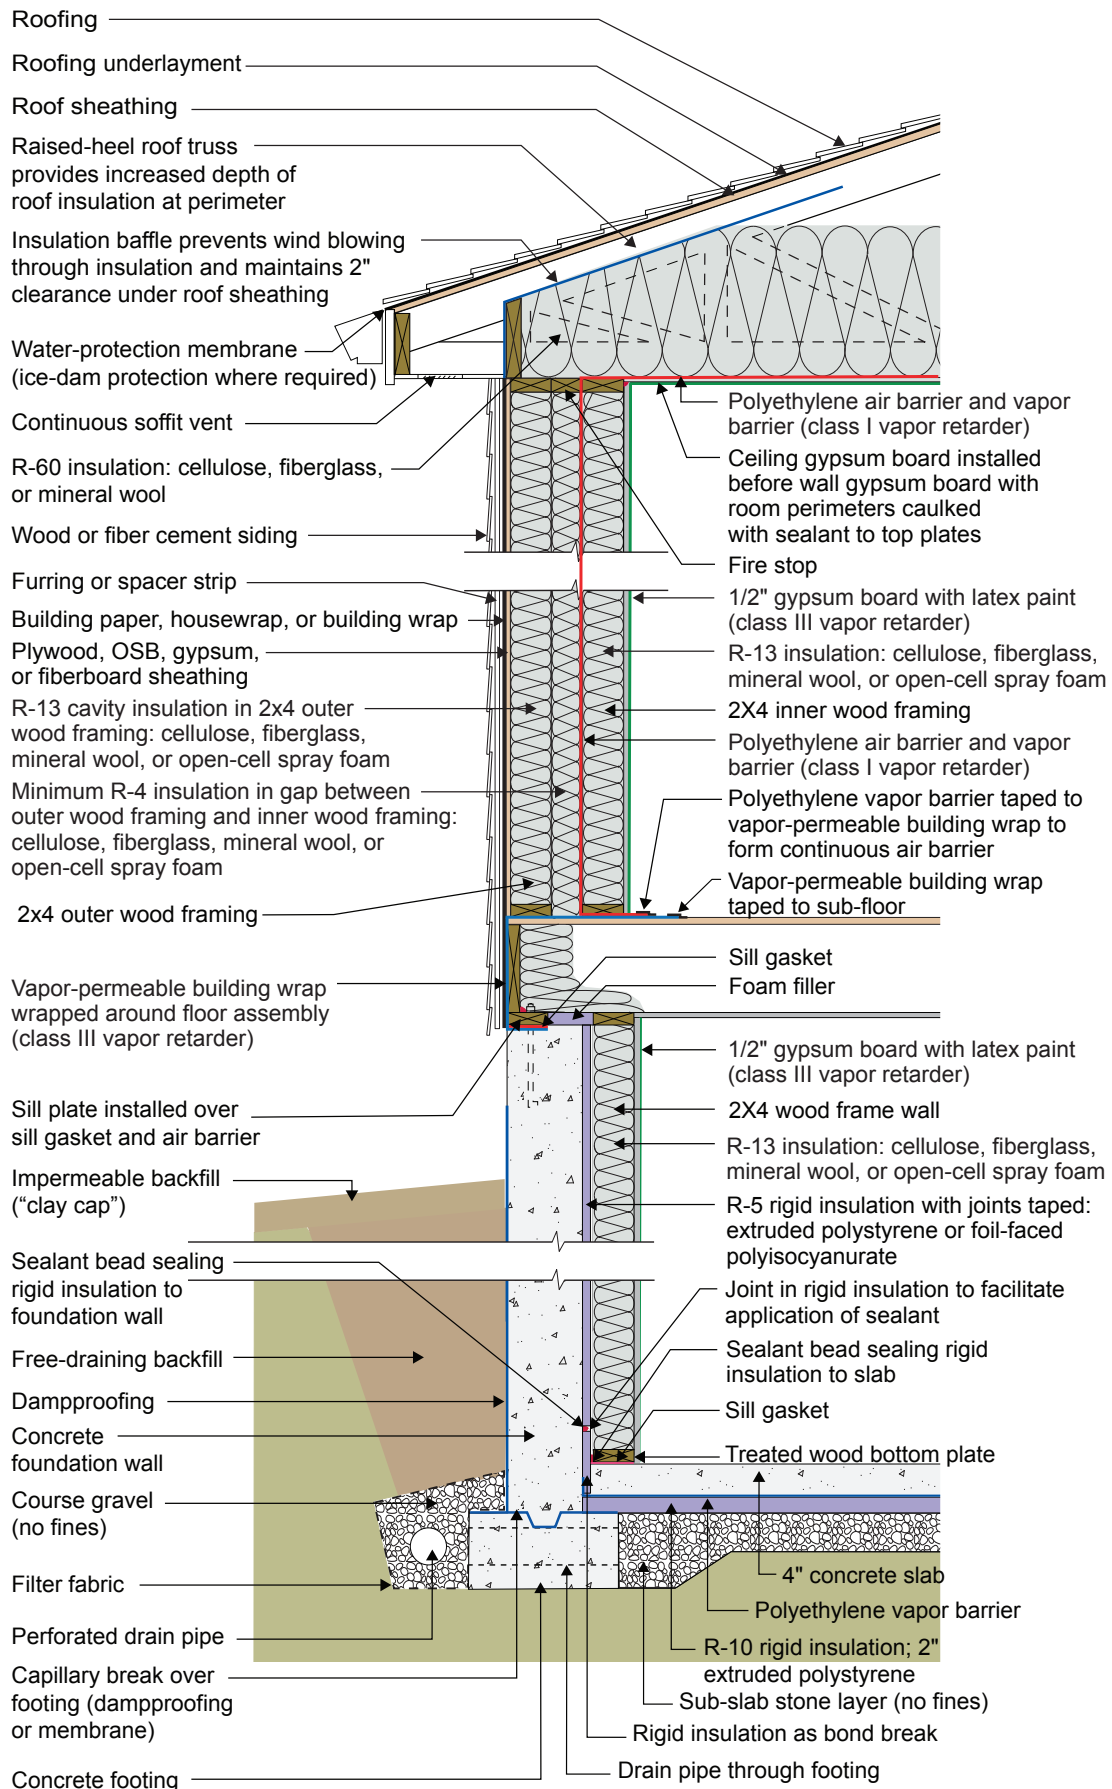 Roofing
Roofing underlayment
Roof sheathing
Raised-heel roof truss
provides increased depth of
roof insulation at perimeter
Insulation baffle prevents wind blowing
through insulation and maintains 2"
clearance under roof sheathing
Water-protection membrane
(ice-dam protection where required)
Continuous soffit vent
R-60 insulation: cellulose, fiberglass,
or mineral wool
Wood or fiber cement siding
Furring or spacer strip
Building paper, housewrap, or building wrap
Plywood, OSB, gypsum,
or fiberboard sheathing
R-13 cavity insulation in 2x4 outer
wood framing: cellulose, fiberglass,
mineral wool, or open-cell spray foam
Minimum R-4 insulation in gap between
outer wood framing and inner wood framing:
cellulose, fiberglass, mineral wool, or
open-cell spray foam
2x4 outer wood framing
Vapor-permeable building wrap
wrapped around floor assembly
(class III vapor retarder)
Sill plate installed over
sill gasket and air barrier
Impermeable backfill
(“clay cap”)
Sealant bead sealing
rigid insulation to
foundation wall
Free-draining backfill
Dampproofing
Concrete
foundation wall
Course gravel
(no fines)
Filter fabric
Perforated drain pipe
Capillary break over
footing (dampproofing
or membrane)
Concrete footing
Polyethylene air barrier and vapor
barrier (class I vapor retarder)
Ceiling gypsum board installed
before wall gypsum board with
room perimeters caulked
with sealant to top plates
Fire stop
1/2" gypsum board with latex paint
(class III vapor retarder)
R-13 insulation: cellulose, fiberglass,
mineral wool, or open-cell spray foam
2X4 inner wood framing
Polyethylene air barrier and vapor
barrier (class I vapor retarder)
Polyethylene vapor barrier taped to
vapor-permeable building wrap to
form continuous air barrier
Vapor-permeable building wrap
taped to sub-floor
Sill gasket
Foam filler
1/2" gypsum board with latex paint
(class III vapor retarder)
2X4 wood frame wall
R-13 insulation: cellulose, fiberglass,
mineral wool, or open-cell spray foam
R-5 rigid insulation with joints taped:
extruded polystyrene or foil-faced
polyisocyanurate
Joint in rigid insulation to facilitate
application of sealant
Sealant bead sealing rigid
insulation to slab
Sill gasket
Treated wood bottom plate
4" concrete slab
Polyethylene vapor barrier
R-10 rigid insulation; 2"
extruded polystyrene
Sub-slab stone layer (no fines)
Rigid insulation as bond break
Drain pipe through footing